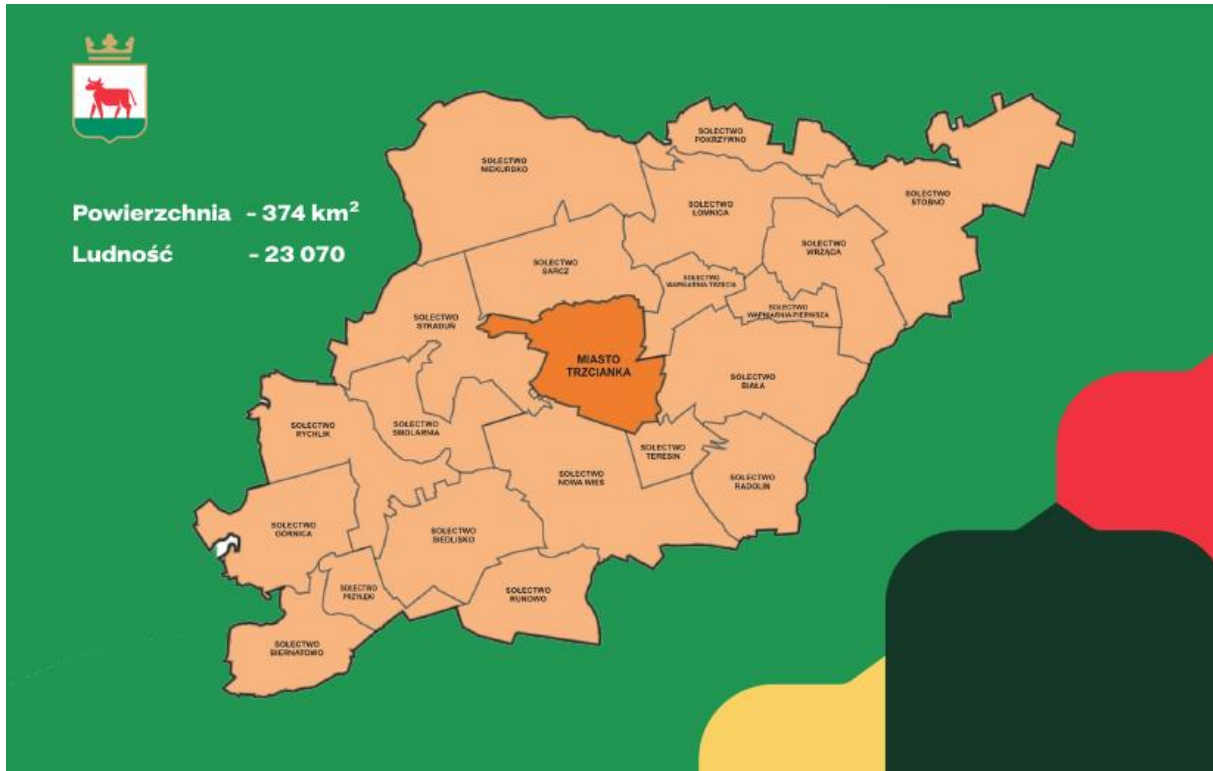 Powierzchnia - 374 km²
Ludność - 23 070
SOŁECTWO
POKRZYWNO
SOŁECTWO
NIEKURSKO
SOŁECTWO
STOBNO
SOŁECTWO
ŁOMNICA
SOŁECTWO
WRZĄCA
SOŁECTWO
SARCZ
SOŁECTWO
WAPNIARNIA TRZECIA
SOŁECTWO
WAPNIARNIA PIERWSZA
SOŁECTWO
STRADUŃ
MIASTO
TRZCIANKA
SOŁECTWO
BIAŁA
SOŁECTWO
RYCHLIK
SOŁECTWO
SMOLARNIA
SOŁECTWO
TERESIN
SOŁECTWO
NOWA WIEŚ
SOŁECTWO
RADOLIN
SOŁECTWO
GÓRNICA
SOŁECTWO
SIEDLISKO
SOŁECTWO
PRZYŁĘKI
SOŁECTWO
RUNOWO
SOŁECTWO
BIERNATOWO